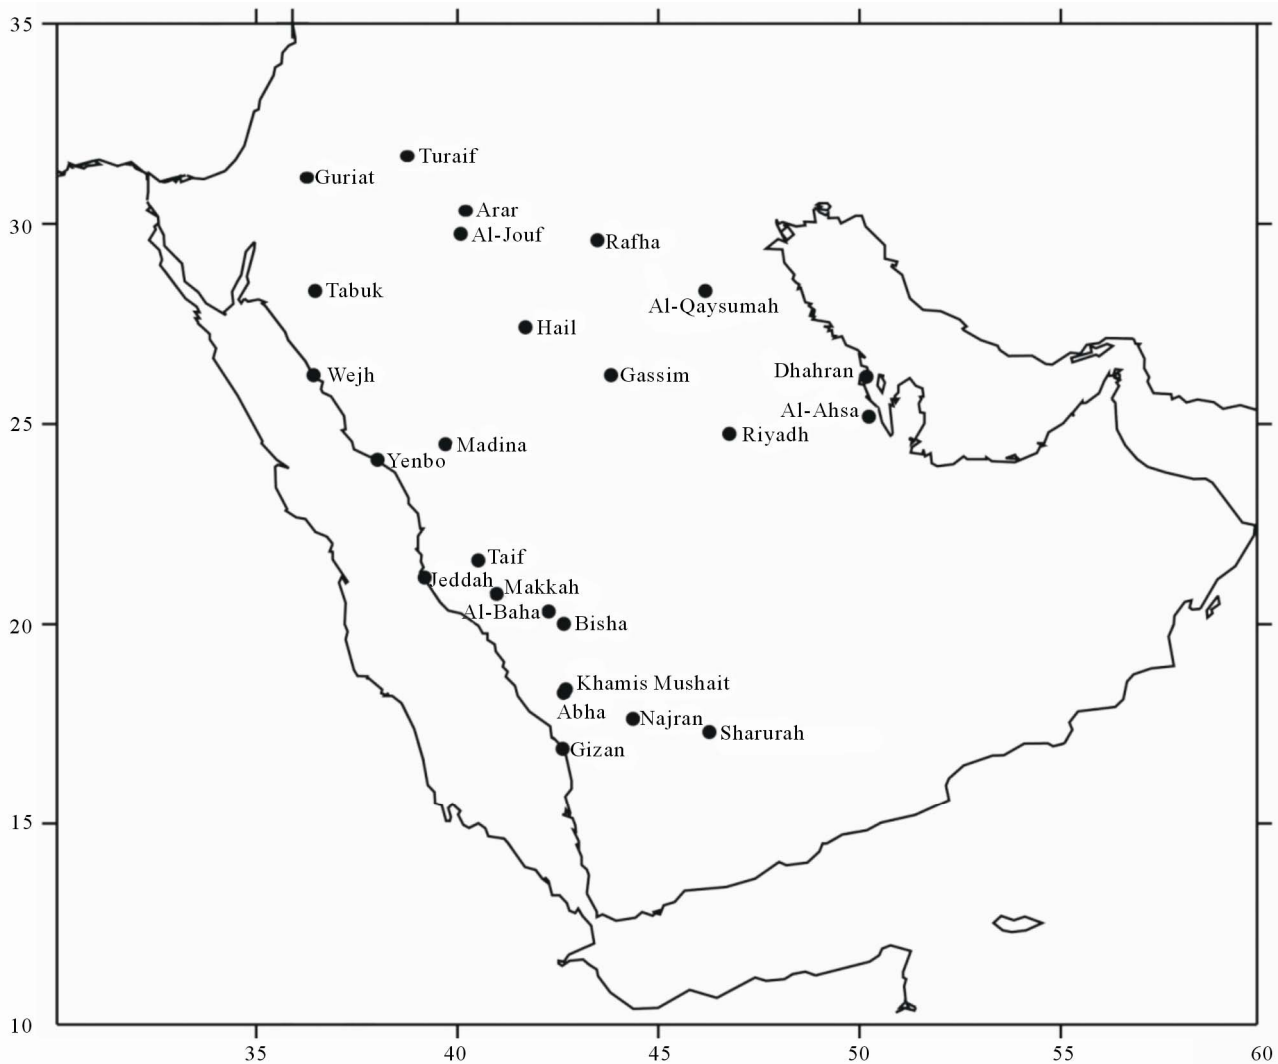 35
Turaif
Guriat
Arar
30
Al-Jouf
Rafha
Tabuk
Al-Qaysumah
Hail
Dhahran
Wejh
Gassim
Al-Ahsa
25
Riyadh
Madina
Yenbo
Taif
Jeddah
Makkah
Al-Baha
20
Bisha
Khamis Mushait
Abha
Najran
Sharurah
Gizan
15
10
35
40
45
50
55
60